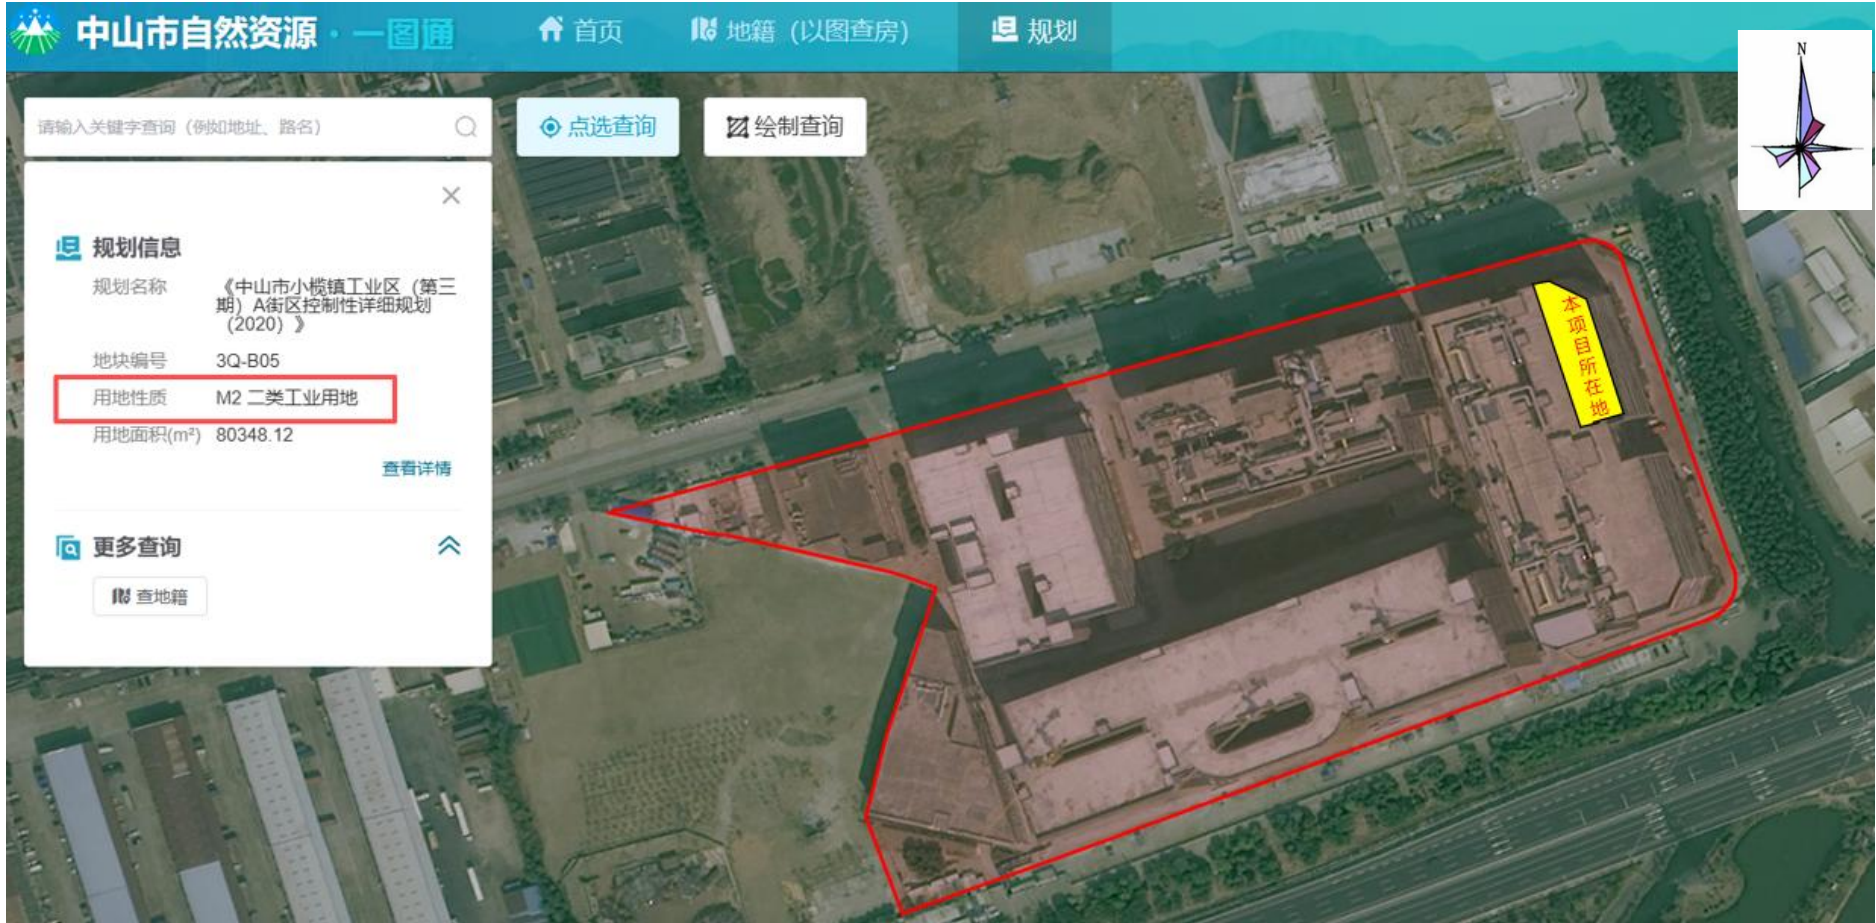 中山市自然资源·一图通
首页
地籍（以图查房）
规划
N
请输入关键字查询（例如地址、路名）
点选查询
绘制查询
规划信息
规划名称
《中山市小榄镇工业区（第三
期）A街区控制性详细规划
（2020）》
地块编号 3Q-B05
用地性质 M2 二类工业用地
用地面积(m²) 80348.12
查看详情
更多查询
查地籍
本项目所在地